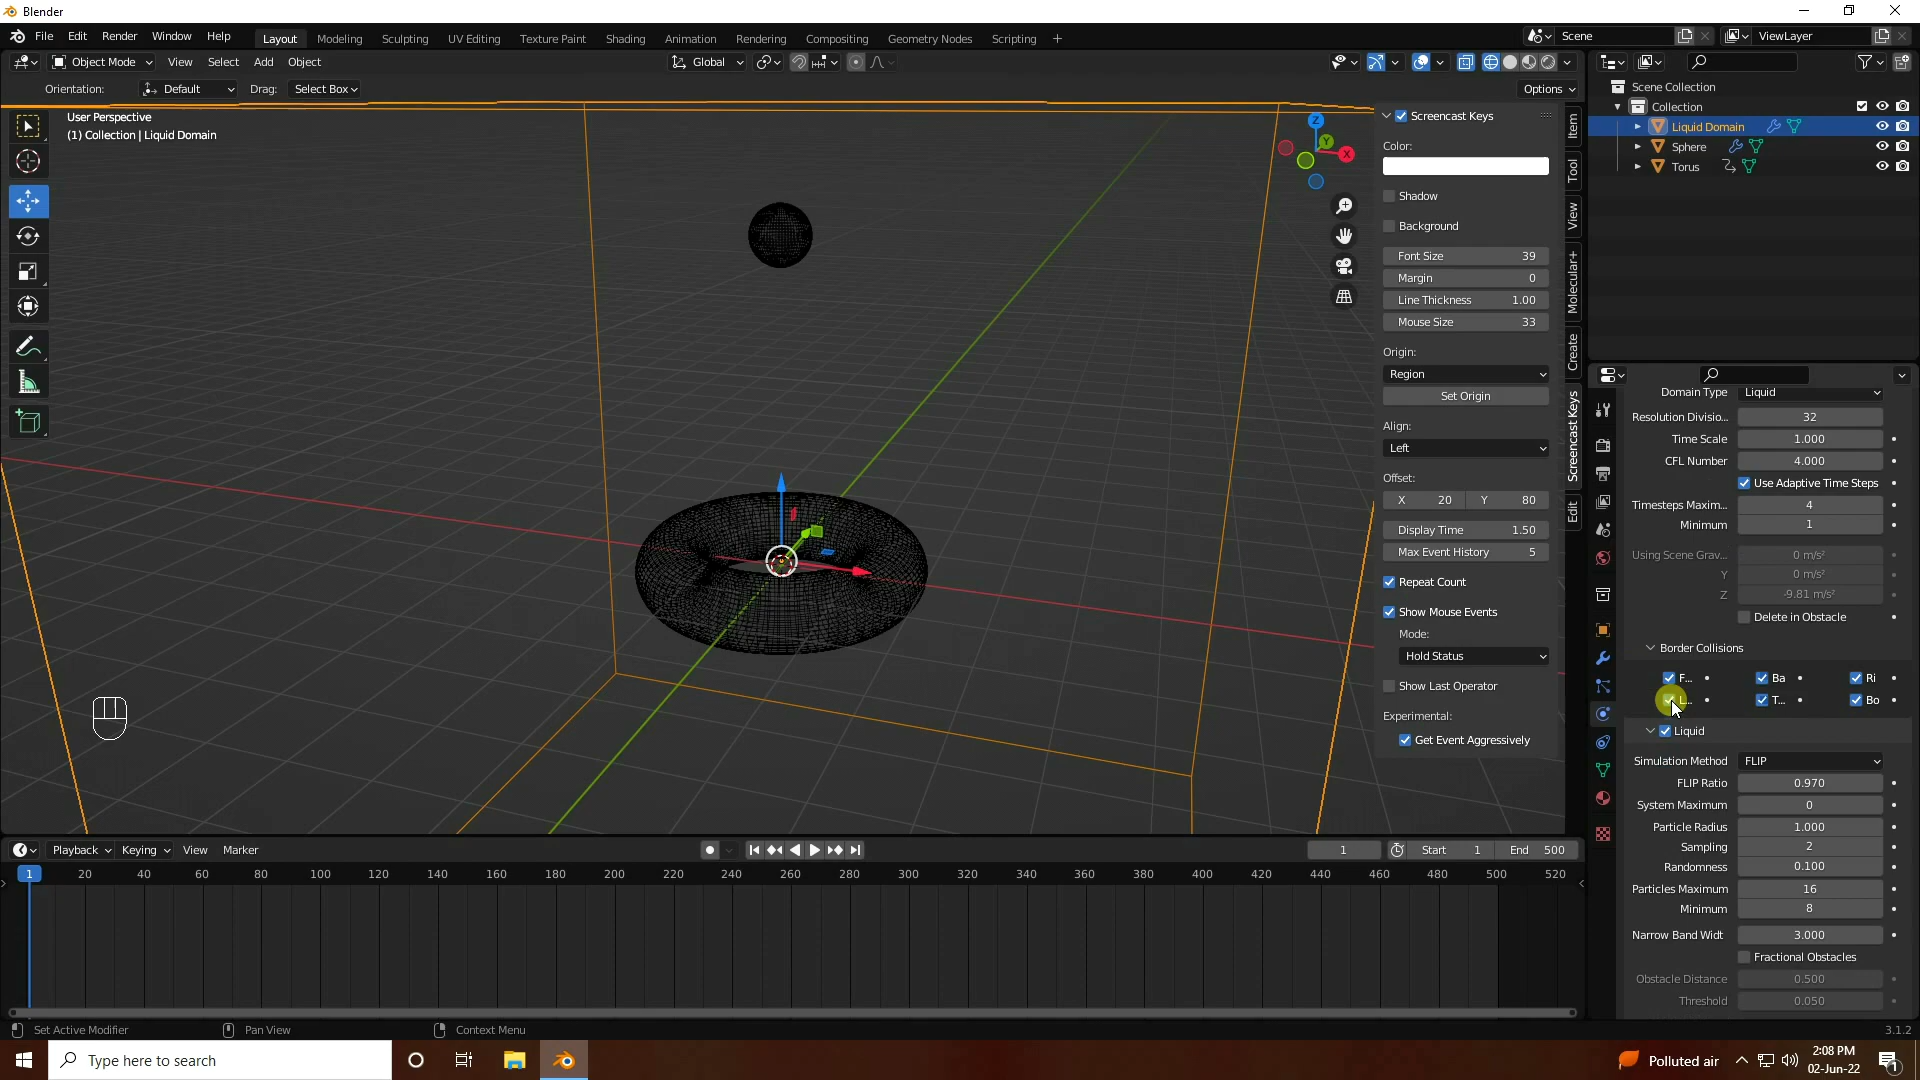 Blender
File Edit Render Window Help
Layout Modeling Sculpting UV Editing Texture Paint Shading Animation Rendering Compositing Geometry Nodes Scripting +
Scene
ViewLayer
Object Mode View Select Add Object
Global
Orientation: Default Drag: Select Box
Options
User Perspective
(1) Collection | Liquid Domain
Z
Y
X
Screencast Keys
Color:
Shadow
Background
Font Size 39
Margin 0
Line Thickness 1.00
Mouse Size 33
Origin:
Region
Set Origin
Align:
Left
Offset:
X 20 Y 80
Display Time 1.50
Max Event History 5
Repeat Count
Show Mouse Events
Mode:
Hold Status
Show Last Operator
Experimental:
Get Event Aggressively
Item
Tool
View
Molecular+
Create
Screencast Keys
Edit
Scene Collection
Collection
Liquid Domain
Sphere
Torus
Domain Type Liquid
Resolution Divisio... 32
Time Scale 1.000
CFL Number 4.000
Use Adaptive Time Steps
Timesteps Maxim... 4
Minimum 1
Using Scene Grav... 0 m/s²
Y 0 m/s²
Z -9.81 m/s²
Delete in Obstacle
Border Collisions
F... Ba Ri
L... T... Bo
Liquid
Simulation Method FLIP
FLIP Ratio 0.970
System Maximum 0
Particle Radius 1.000
Sampling 2
Randomness 0.100
Particles Maximum 16
Minimum 8
Narrow Band Widt 3.000
Fractional Obstacles
Obstacle Distance 0.500
Threshold 0.050
Playback Keying View Marker
1 Start 1 End 500
1 20 40 60 80 100 120 140 160 180 200 220 240 260 280 300 320 340 360 380 400 420 440 460 480 500 520
Set Active Modifier Pan View Context Menu
3.1.2
Type here to search
Polluted air
2:08 PM
02-Jun-22
1